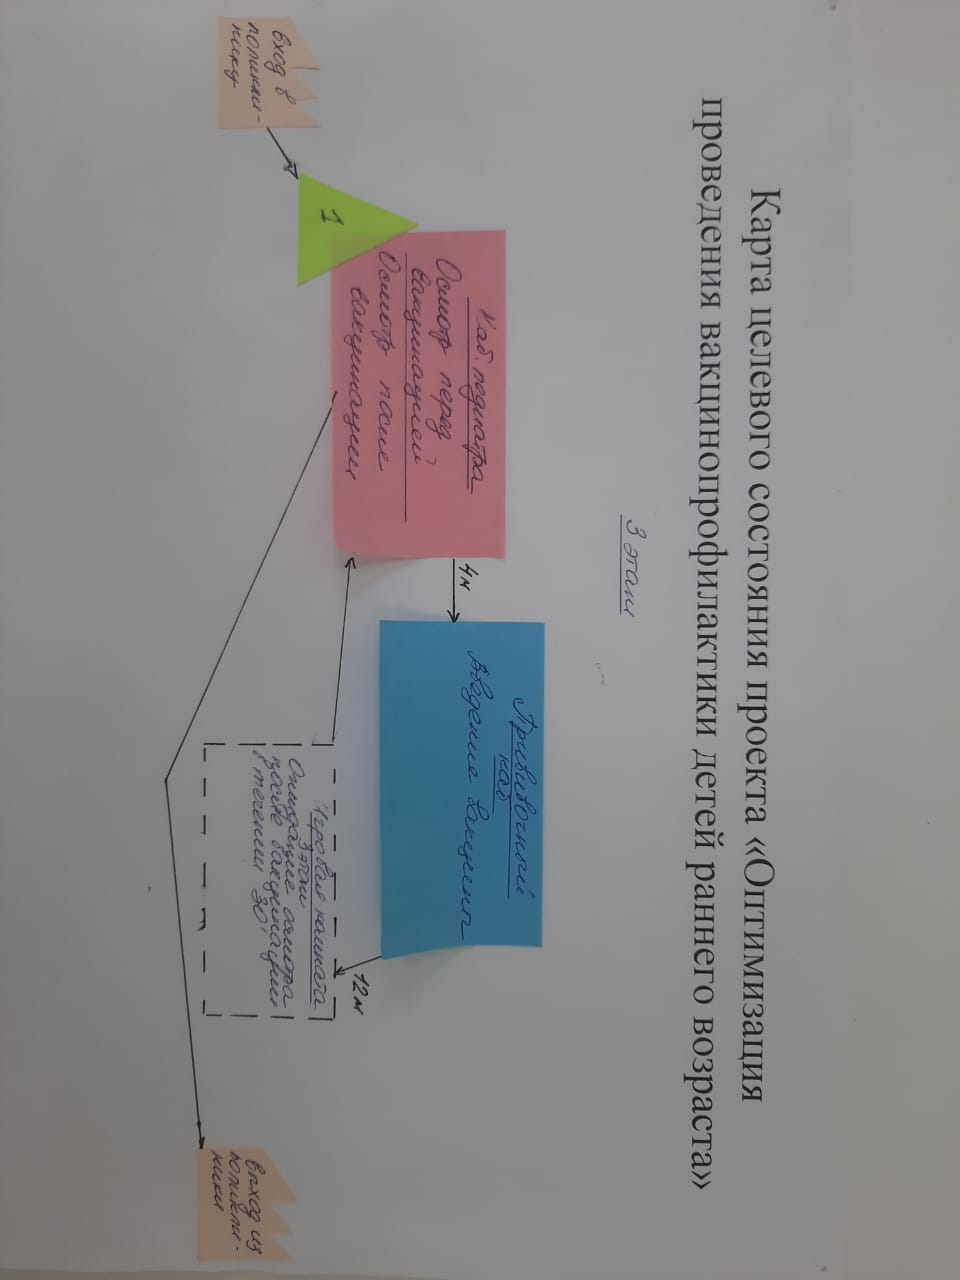 Карта целевого состояния проекта «Оптимизация
проведения вакцинопрофилактики детей раннего возраста»
3 этаж
вход в
поликли-
нику
1
Каб. педиатра
Осмотр перед
вакцинацией
Осмотр после
вакцинации
4м
Прививочный
каб
Введение вакцины
12м
Игровая комната
3 этаж
Ожидание осмотра
после вакцинации
в течении 30'
выход из
поликли-
ники